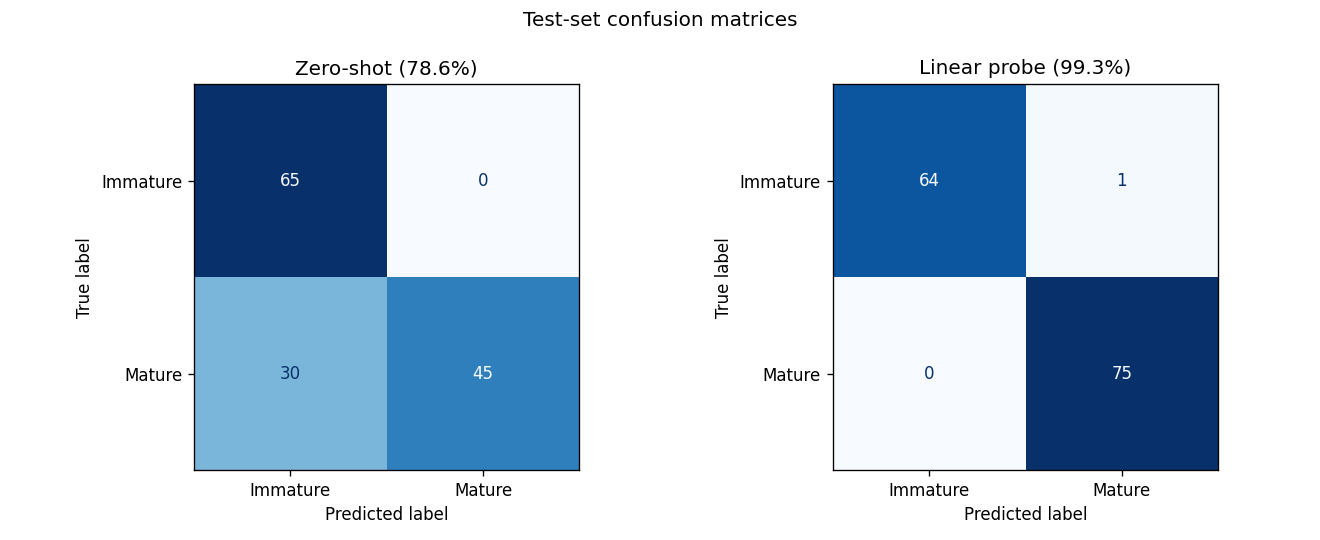 Test-set confusion matrices
Zero-shot (78.6%)
Immature
65
0
Mature
30
45
True label
Immature
Mature
Predicted label
Linear probe (99.3%)
Immature
64
1
Mature
0
75
True label
Immature
Mature
Predicted label